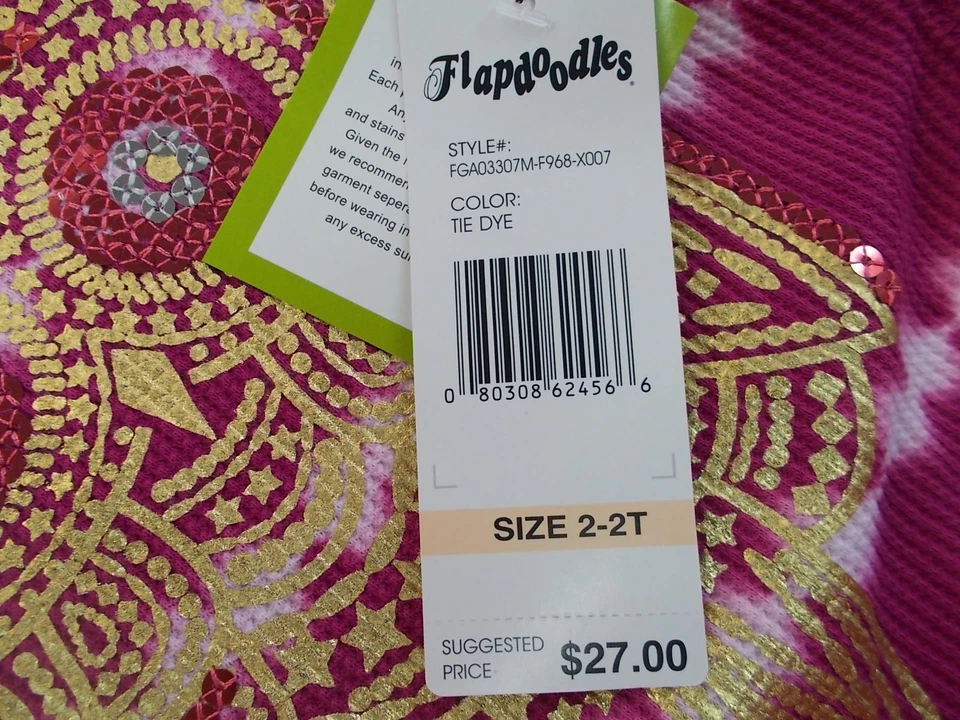 Flapdoodles
STYLE#:
FGA03307M-F968-X007
COLOR:
TIE DYE
0 80308 62456 6
SIZE 2-2T
SUGGESTED
PRICE
$27.00
in
Each
and stains
Given the
we recommen
garment sepera
before wearing in
any excess